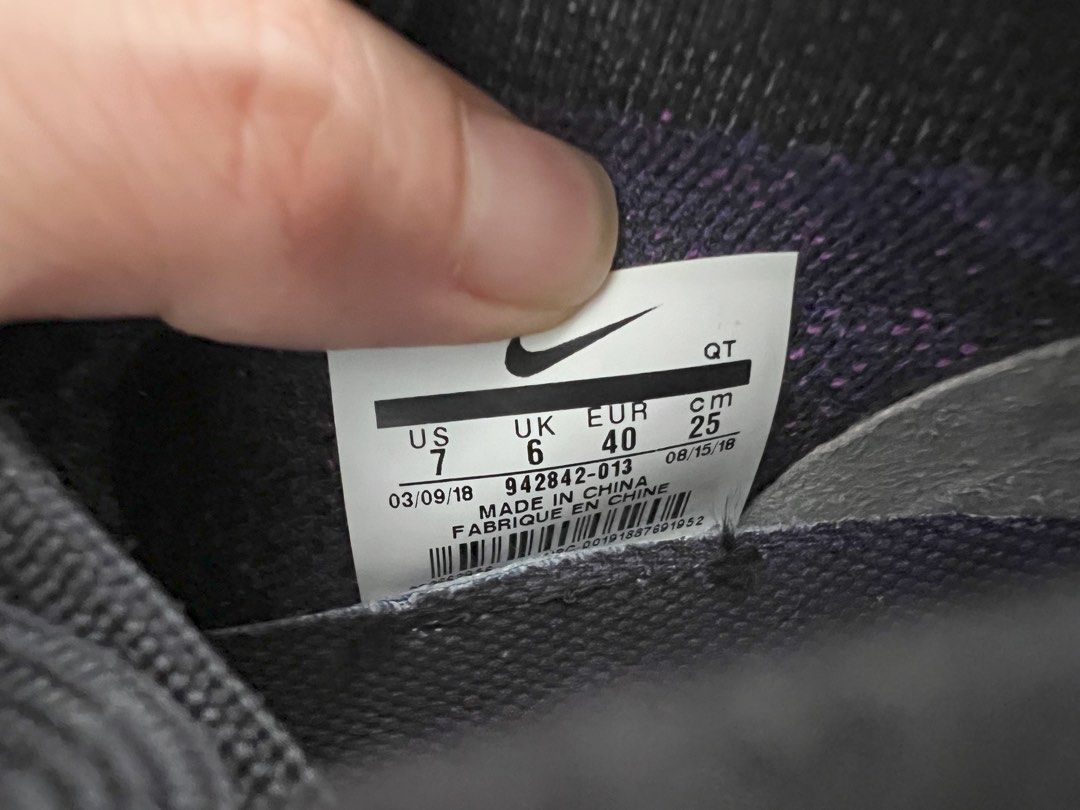 QT
US UK EUR cm
7 6 40 25
03/09/18 942842-013 08/15/18
MADE IN CHINA
FABRIQUE EN CHINE
00191887691952